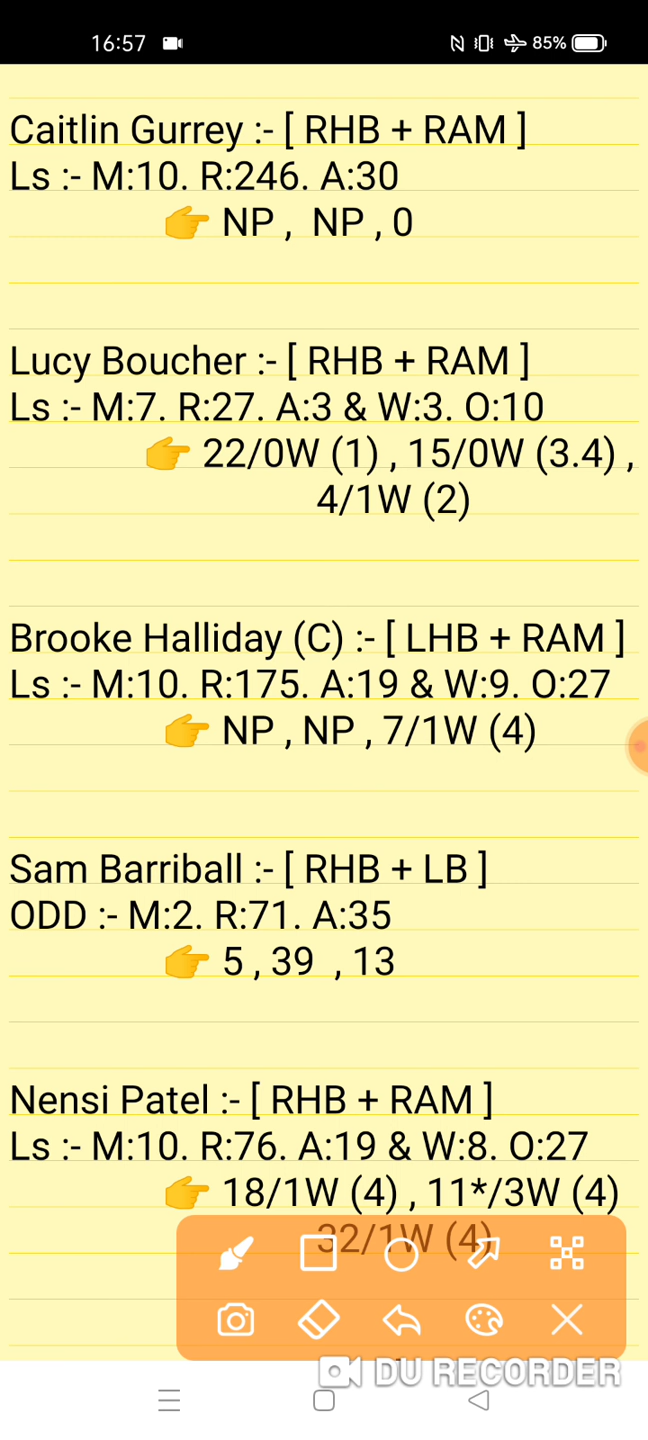 16:57 85%
Caitlin Gurrey :- [ RHB + RAM ]
Ls :- M:10. R:246. A:30
👉 NP , NP , 0
Lucy Boucher :- [ RHB + RAM ]
Ls :- M:7. R:27. A:3 & W:3. O:10
👉 22/0W (1) , 15/0W (3.4) ,
4/1W (2)
Brooke Halliday (C) :- [ LHB + RAM ]
Ls :- M:10. R:175. A:19 & W:9. O:27
👉 NP , NP , 7/1W (4)
Sam Barriball :- [ RHB + LB ]
ODD :- M:2. R:71. A:35
👉 5 , 39 , 13
Nensi Patel :- [ RHB + RAM ]
Ls :- M:10. R:76. A:19 & W:8. O:27
👉 18/1W (4) , 11*/3W (4)
32/1W (4)
DU RECORDER